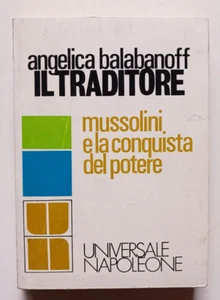 angelica balabanoff
IL TRADITORE
mussolini
e la conquista
del potere
UNIVERSALE
NAPOLEONE